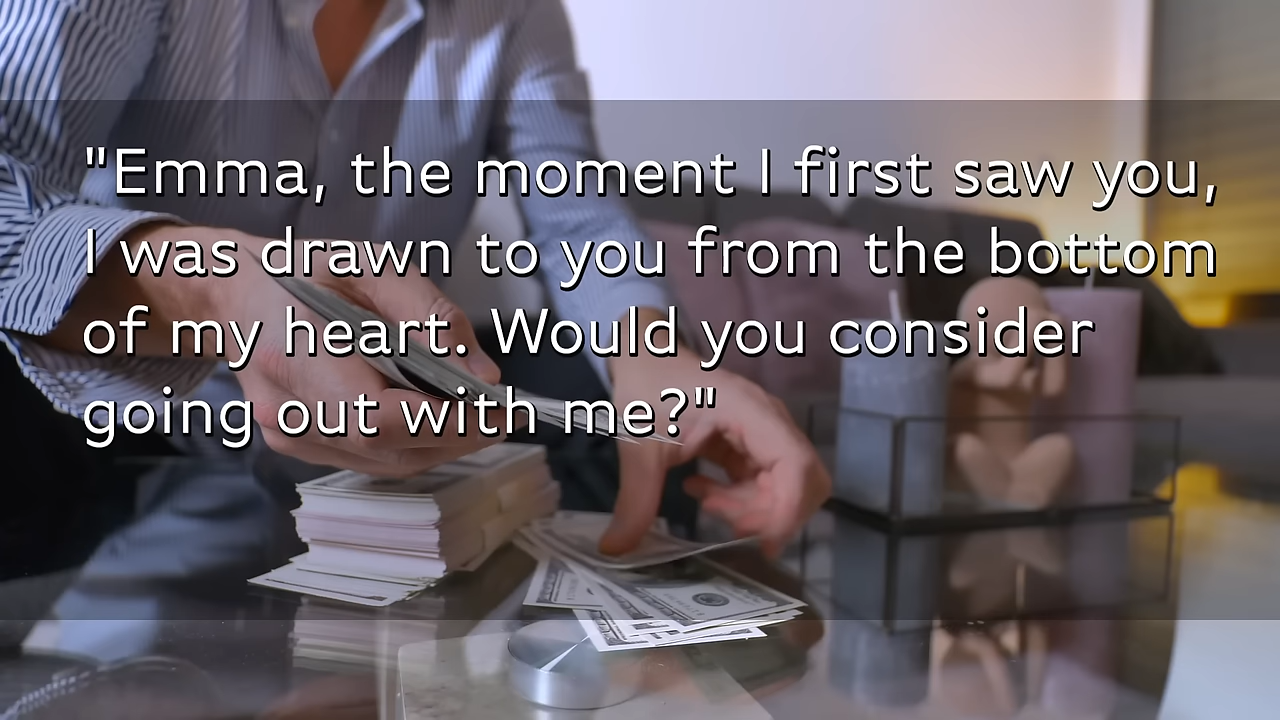 "Emma, the moment I first saw you,
I was drawn to you from the bottom
of my heart. Would you consider
going out with me?"